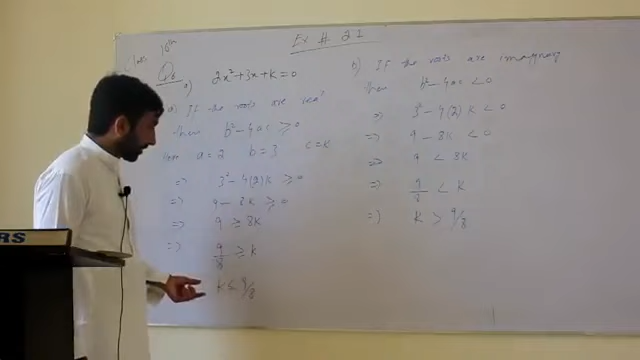 Class 10th
Ex # 2.1
Q6
a) 2x² + 3x + k = 0
a) If the roots are real
Then b² - 4ac ≥ 0
Here a = 2 b = 3 c = k
=> 3² - 4(2)k ≥ 0
=> 9 - 8k ≥ 0
=> 9 ≥ 8k
=> 9/8 ≥ k
k ≤ 9/8
b) If the roots are imaginary
Then b² - 4ac < 0
=> 3² - 4(2)k < 0
=> 9 - 8k < 0
=> 9 < 8k
=> 9/8 < k
=> k > 9/8
RS